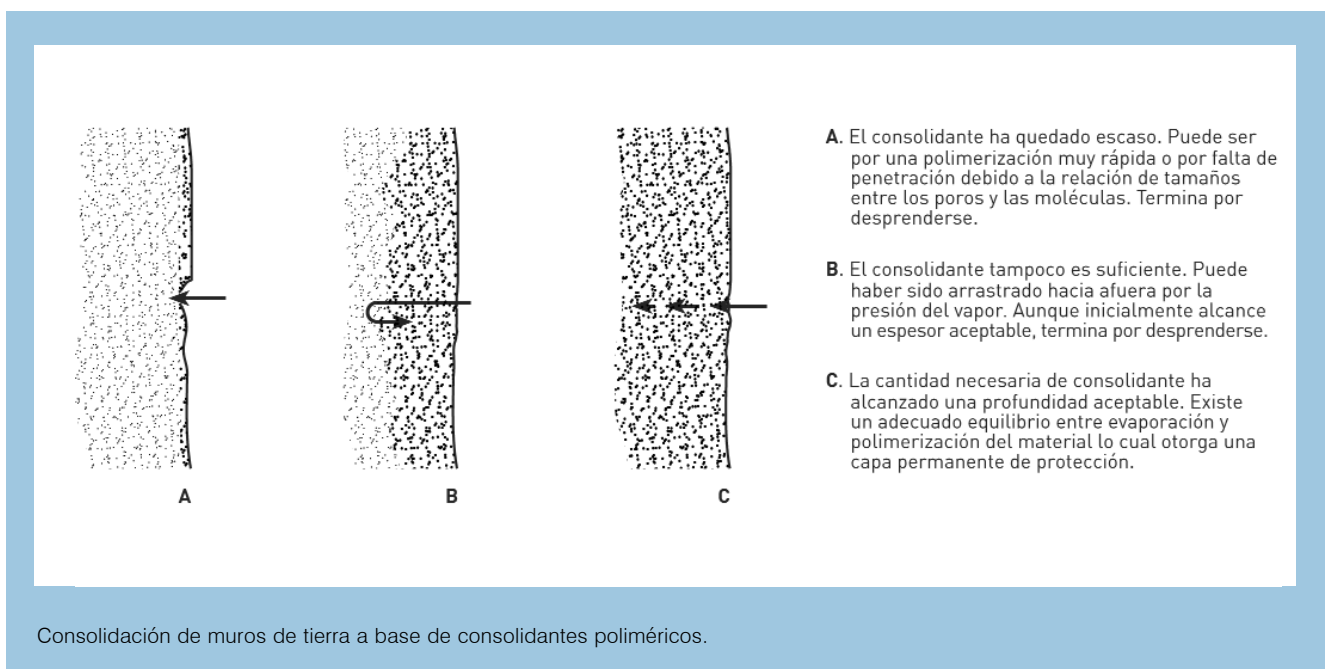 A. El consolidante ha quedado escaso. Puede ser
por una polimerización muy rápida o por falta de
penetración debido a la relación de tamaños
entre los poros y las moléculas. Termina por
desprenderse.
B. El consolidante tampoco es suficiente. Puede
haber sido arrastrado hacia afuera por la
presión del vapor. Aunque inicialmente alcance
un espesor aceptable, termina por desprenderse.
C. La cantidad necesaria de consolidante ha
alcanzado una profundidad aceptable. Existe
un adecuado equilibrio entre evaporación y
polimerización del material lo cual otorga una
capa permanente de protección.
A
B
C
Consolidación de muros de tierra a base de consolidantes poliméricos.